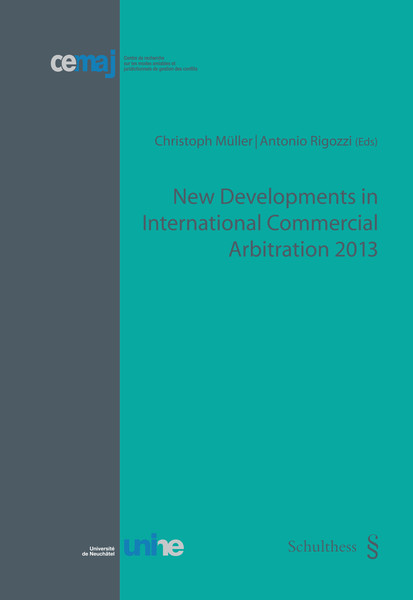 cemaj
Centre de recherche
sur les modes amiables et
juridictionnels de gestion des conflits
Christoph Müller|Antonio Rigozzi (Eds)
New Developments in
International Commercial
Arbitration 2013
Université
de Neuchâtel
unine
Schulthess §